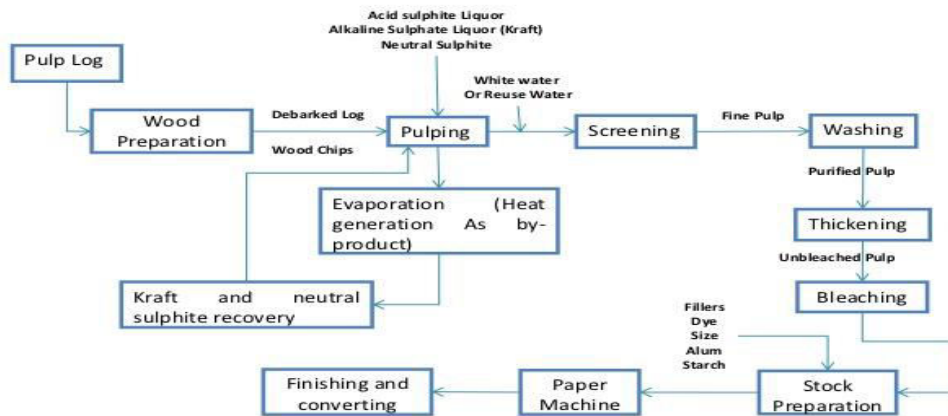 Acid sulphite Liquor
Alkaline Sulphate Liquor (Kraft)
Neutral Sulphite
Pulp Log
White water
Or Reuse Water
Wood
Preparation
Debarked Log
Wood Chips
Pulping
Screening
Fine Pulp
Washing
Purified Pulp
Evaporation (Heat
generation As by-
product)
Thickening
Unbleached Pulp
Kraft and neutral
sulphite recovery
Bleaching
Fillers
Dye
Size
Alum
Starch
Finishing and
converting
Paper
Machine
Stock
Preparation